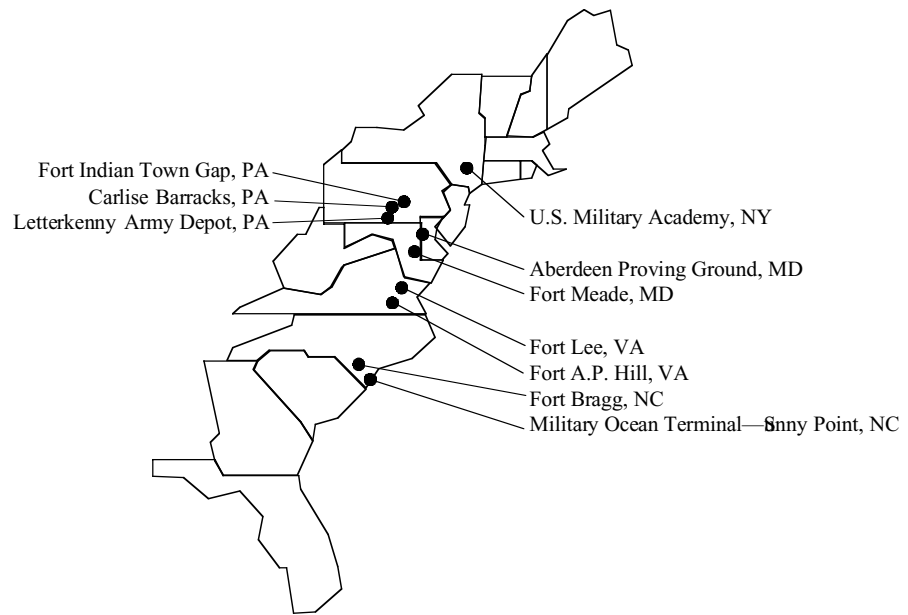 Fort Indian Town Gap, PA
Carlise Barracks, PA
Letterkenny Army Depot, PA
U.S. Military Academy, NY
Aberdeen Proving Ground, MD
Fort Meade, MD
Fort Lee, VA
Fort A.P. Hill, VA
Fort Bragg, NC
Military Ocean Terminal—Snny Point, NC